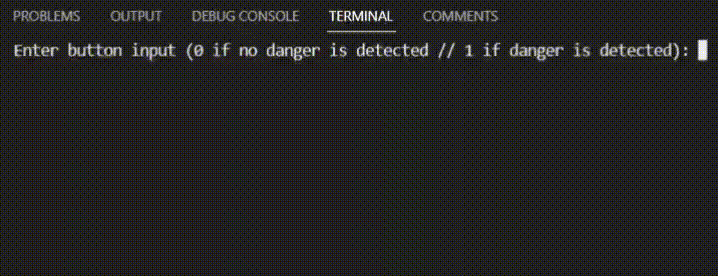 PROBLEMS OUTPUT DEBUG CONSOLE TERMINAL COMMENTS
Enter button input (0 if no danger is detected // 1 if danger is detected):